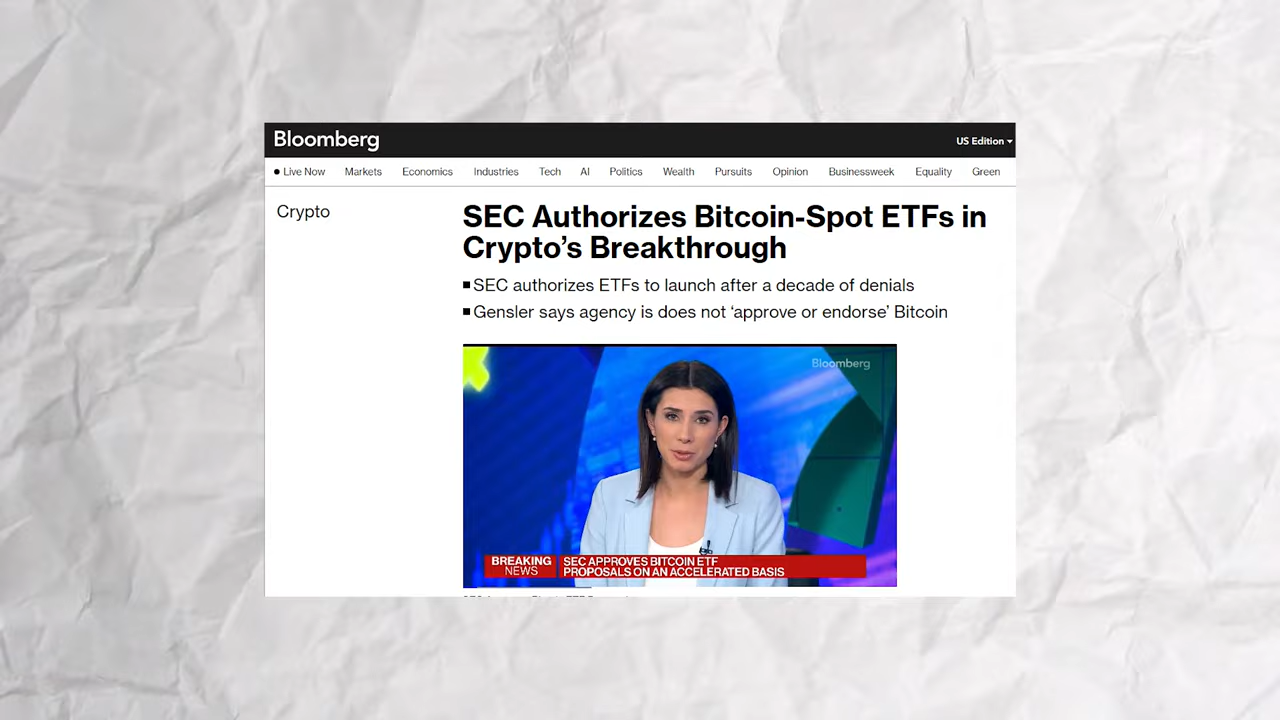 Bloomberg
US Edition
Live Now Markets Economics Industries Tech AI Politics Wealth Pursuits Opinion Businessweek Equality Green
Crypto
SEC Authorizes Bitcoin-Spot ETFs in
Crypto’s Breakthrough
SEC authorizes ETFs to launch after a decade of denials
Gensler says agency is does not ‘approve or endorse’ Bitcoin
Bloomberg
BREAKING NEWS
SEC APPROVES BITCOIN ETF
PROPOSALS ON AN ACCELERATED BASIS